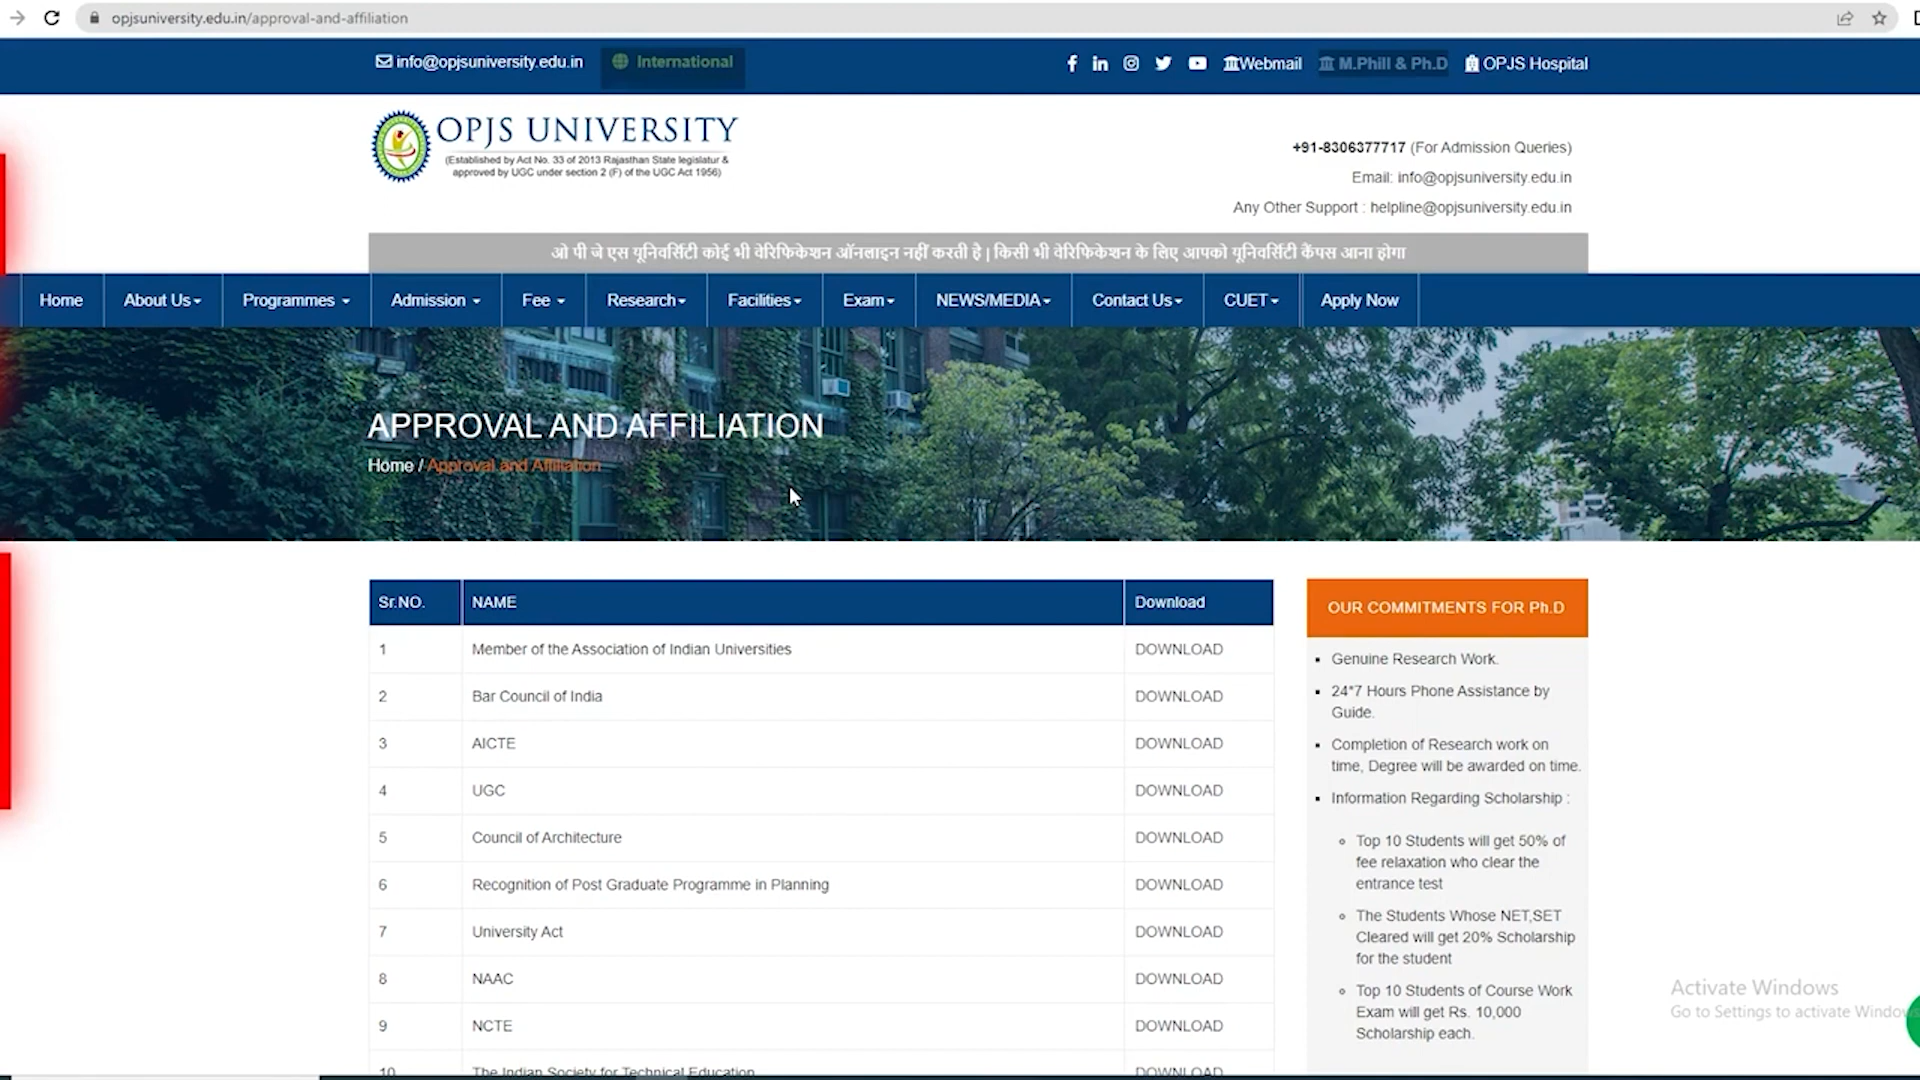 opjsuniversity.edu.in/approval-and-affiliation
info@opjsuniversity.edu.in International Webmail M.Phill & Ph.D OPJS Hospital
OPJS UNIVERSITY
(Established by Act No. 33 of 2013 Rajasthan State legislatur &
approved by UGC under section 2 (F) of the UGC Act 1956)
+91-8306377717 (For Admission Queries)
Email: info@opjsuniversity.edu.in
Any Other Support : helpline@opjsuniversity.edu.in
ओ पी जे एस यूनिवर्सिटी कोई भी वेरिफिकेशन ऑनलाइन नहीं करती है | किसी भी वेरिफिकेशन के लिए आपको यूनिवर्सिटी कैंपस आना होगा
Home About Us Programmes Admission Fee Research Facilities Exam NEWS/MEDIA Contact Us CUET Apply Now
APPROVAL AND AFFILIATION
Home / Approval and Affiliation
Sr.NO. NAME Download
1 Member of the Association of Indian Universities DOWNLOAD
2 Bar Council of India DOWNLOAD
3 AICTE DOWNLOAD
4 UGC DOWNLOAD
5 Council of Architecture DOWNLOAD
6 Recognition of Post Graduate Programme in Planning DOWNLOAD
7 University Act DOWNLOAD
8 NAAC DOWNLOAD
9 NCTE DOWNLOAD
10 The Indian Society for Technical Education DOWNLOAD
OUR COMMITMENTS FOR Ph.D
Genuine Research Work.
24*7 Hours Phone Assistance by
Guide.
Completion of Research work on
time, Degree will be awarded on time.
Information Regarding Scholarship :
Top 10 Students will get 50% of
fee relaxation who clear the
entrance test
The Students Whose NET,SET
Cleared will get 20% Scholarship
for the student
Top 10 Students of Course Work
Exam will get Rs. 10,000
Scholarship each.
Activate Windows
Go to Settings to activate Windows